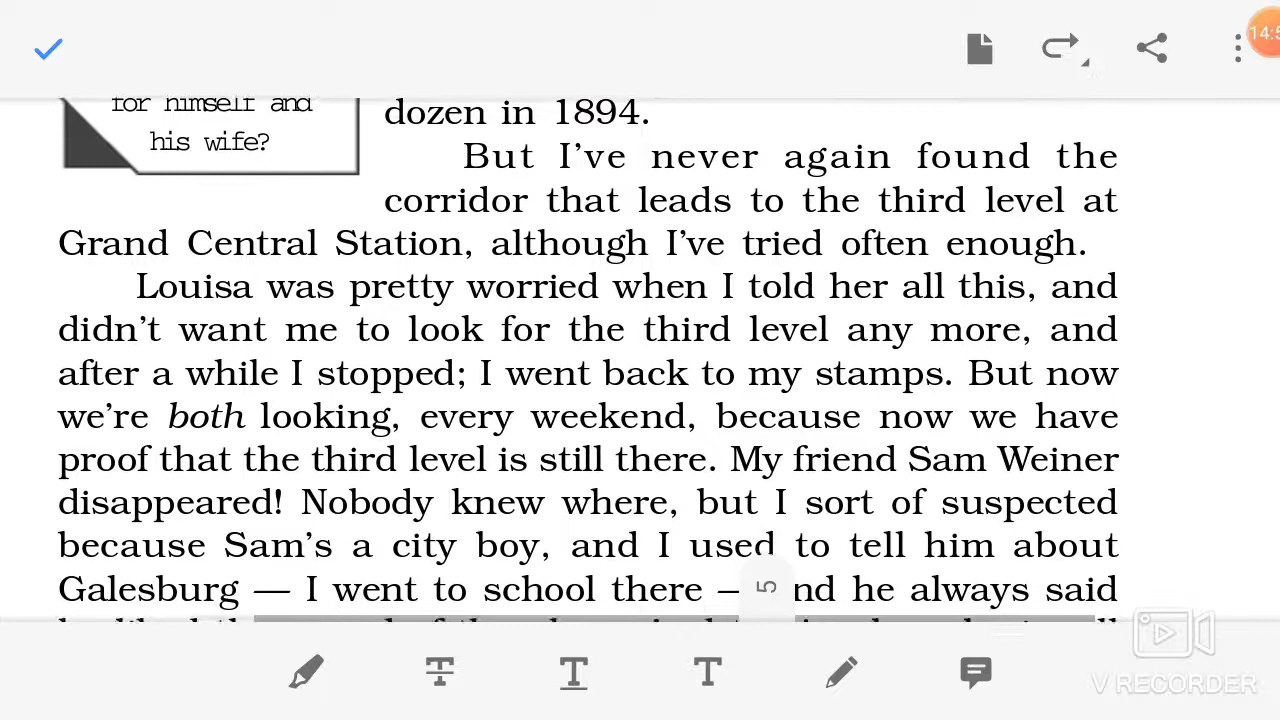 14:5
for himself and
his wife?
dozen in 1894.
But I've never again found the
corridor that leads to the third level at
Grand Central Station, although I've tried often enough.
Louisa was pretty worried when I told her all this, and
didn't want me to look for the third level any more, and
after a while I stopped; I went back to my stamps. But now
we're both looking, every weekend, because now we have
proof that the third level is still there. My friend Sam Weiner
disappeared! Nobody knew where, but I sort of suspected
because Sam's a city boy, and I used to tell him about
Galesburg — I went to school there — and he always said
5
T T T
V RECORDER